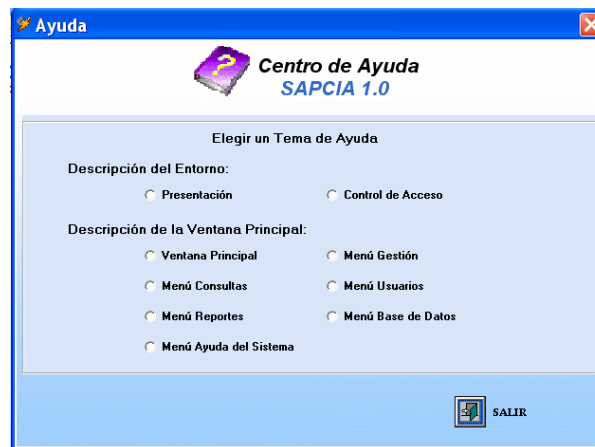 Ayuda
Centro de Ayuda
SAPCIA 1.0
Elegir un Tema de Ayuda
Descripción del Entorno:
Presentación Control de Acceso
Descripción de la Ventana Principal:
Ventana Principal Menú Gestión
Menú Consultas Menú Usuarios
Menú Reportes Menú Base de Datos
Menú Ayuda del Sistema
SALIR